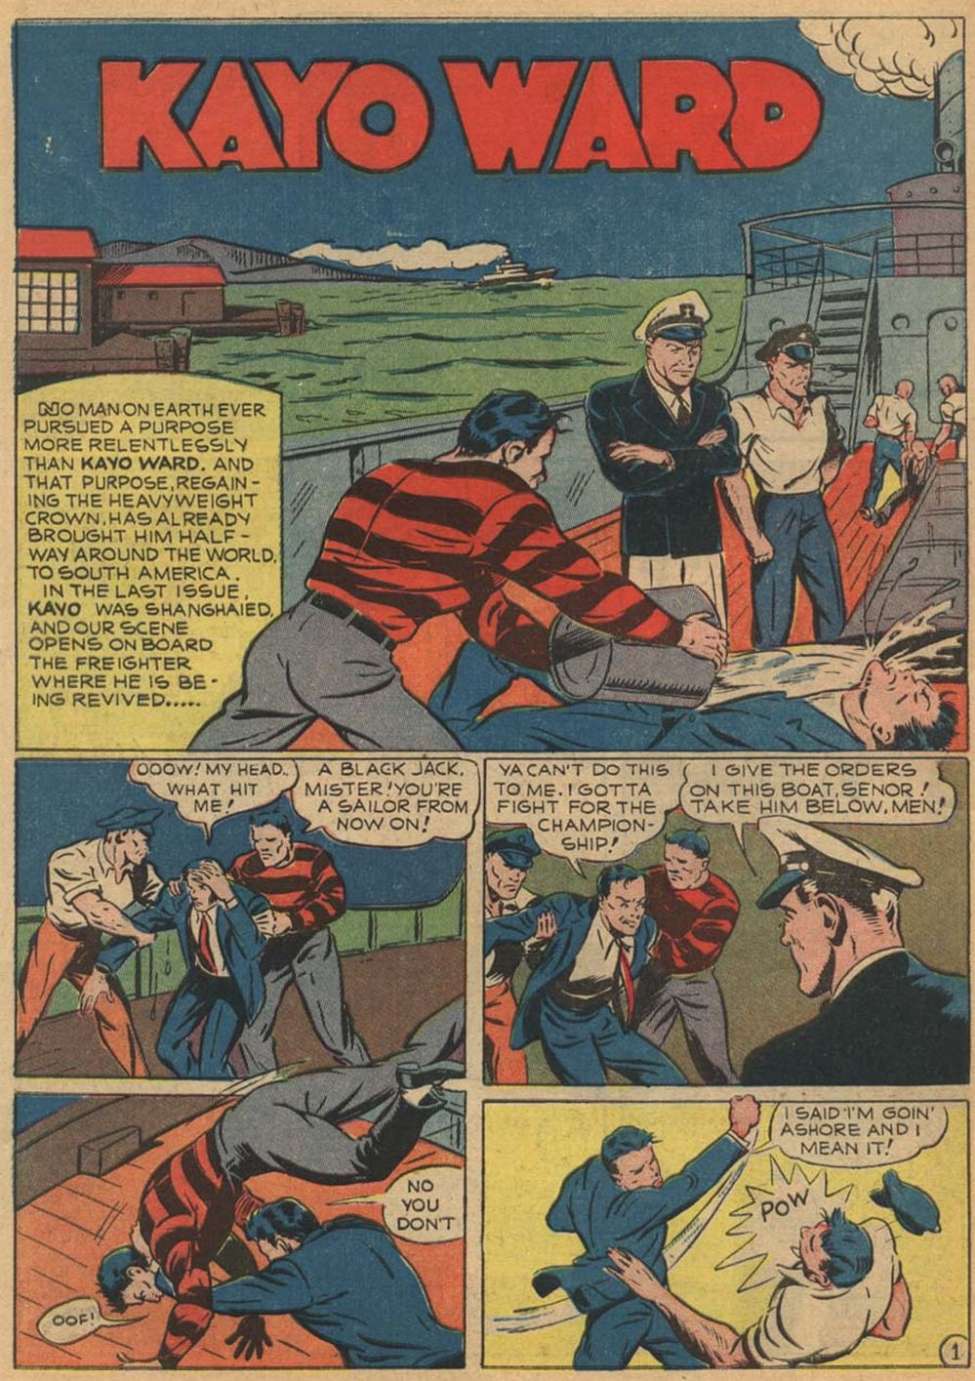 KAYO WARD
NO MAN ON EARTH EVER
PURSUED A PURPOSE
MORE RELENTLESSLY
THAN KAYO WARD. AND
THAT PURPOSE, REGAIN-
ING THE HEAVYWEIGHT
CROWN, HAS ALREADY
BROUGHT HIM HALF-
WAY AROUND THE WORLD,
TO SOUTH AMERICA.
IN THE LAST ISSUE,
KAYO WAS SHANGHAIED,
AND OUR SCENE
OPENS ON BOARD
THE FREIGHTER
WHERE HE IS BE-
ING REVIVED.....
OOOW! MY HEAD..
WHAT HIT
ME!
A BLACK JACK,
MISTER! YOU'RE
A SAILOR FROM
NOW ON!
YA CAN'T DO THIS
TO ME. I GOTTA
FIGHT FOR THE
CHAMPION-
SHIP!
I GIVE THE ORDERS
ON THIS BOAT, SENOR!
TAKE HIM BELOW, MEN!
NO
YOU
DON'T
OOF!
I SAID I'M GOIN'
ASHORE AND I
MEAN IT!
POW
1